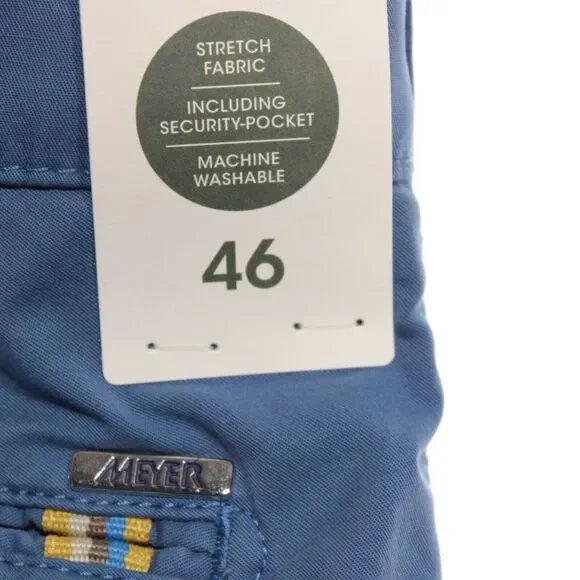 STRETCH
FABRIC
INCLUDING
SECURITY-POCKET
MACHINE
WASHABLE
46
MEYER